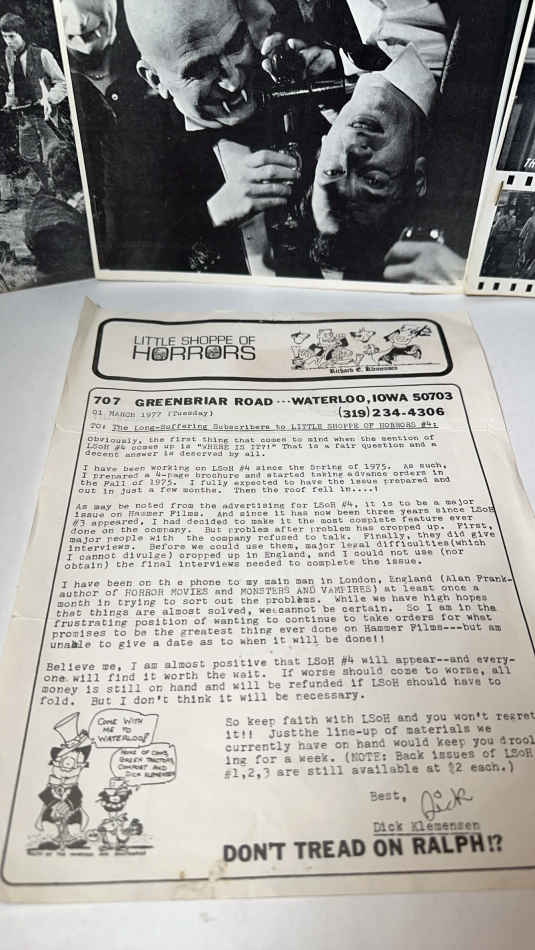 Th
LITTLE SHOPPE OF
HORRORS
Richard E. Klemensen
707 GREENBRIAR ROAD ··· WATERLOO, IOWA 50703
01 MARCH 1977 (Tuesday)
(319) 234-4306
TO: The Long-Suffering Subscribers to LITTLE SHOPPE OF HORRORS #4:
Obviously, the first thing that comes to mind when the mention of
LSoH #4 comes up is "WHERE IS IT?!" That is a fair question and a
decent answer is deserved by all.
I have been working on LSoH #4 since the Spring of 1975. As such,
I prepared a 4-page brochure and started taking advance orders in
the Fall of 1975. I fully expected to have the issue prepared and
out in just a few months. Then the roof fell in....!
As may be noted from the advertising for LSoH #4, it is to be a major
issue on Hammer Films. And since it has now been three years since LSoH
#3 appeared, I had decided to make it the most complete feature ever
done on the company. But problem after problem has cropped up. First,
major people with the company refused to talk. Finally, they did give
interviews. Before we could use them, major legal difficulties(which
I cannot divulge) cropped up in England, and I could not use (nor
obtain) the final interviews needed to complete the issue.
I have been on the phone to my main man in London, England (Alan Frank-
author of HORROR MOVIES and MONSTERS AND VAMPIRES) at least once a
month in trying to sort out the problems. While we have high hopes
that things are almost solved, we cannot be certain. So I am in the
frustrating position of wanting to continue to take orders for what
promises to be the greatest thing ever done on Hammer Films---but am
unable to give a date as to when it will be done!!
Believe me, I am almost positive that LSoH #4 will appear--and every-
one will find it worth the wait. If worse should come to worse, all
money is still on hand and will be refunded if LSoH should have to
fold. But I don't think it will be necessary.
COME WITH
ME TO
WATERLOO!!
HOME OF COWS,
GREEN TRACTORS,
COMFORT AND
DICK KLEMENSEN
So keep faith with LSoH and you won't regret
it!! Justthe line-up of materials we
currently have on hand would keep you drool
ing for a week. (NOTE: Back issues of LSoH
#1,2,3 are still available at $2 each.)
Best,
Dick
Dick Klemensen
DON'T TREAD ON RALPH!?